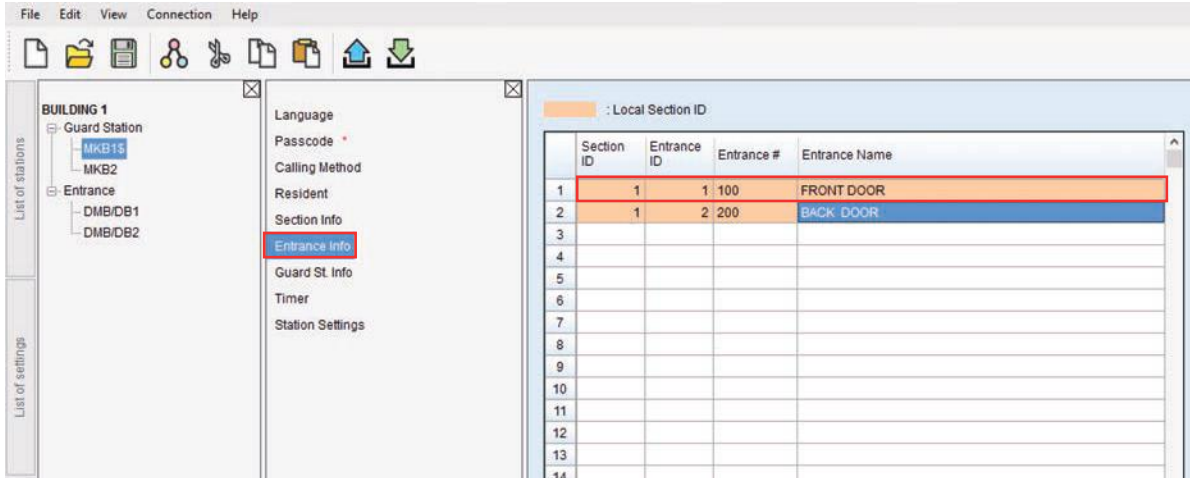 File Edit View Connection Help
List of stations
List of settings
BUILDING 1
Guard Station
MKB1$
MKB2
Entrance
DMB/DB1
DMB/DB2
Language
Passcode *
Calling Method
Resident
Section Info
Entrance Info
Guard St. Info
Timer
Station Settings
: Local Section ID
Section ID Entrance ID Entrance # Entrance Name
1 1 1 100 FRONT DOOR
2 1 2 200 BACK DOOR
3
4
5
6
7
8
9
10
11
12
13
14